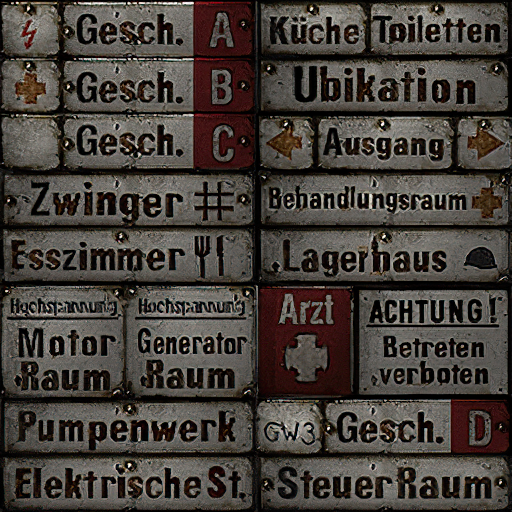 Gesch. A
Küche Toiletten
Gesch. B
Ubikation
Gesch. C
Ausgang
Zwinger
Behandlungsraum
Esszimmer
Lagerhaus
Hochspannung
Motor
Raum
Hochspannung
Generator
Raum
Arzt
ACHTUNG!
Betreten
verboten
Pumpenwerk
GW3 Gesch. D
Elektrische St.
Steuer Raum